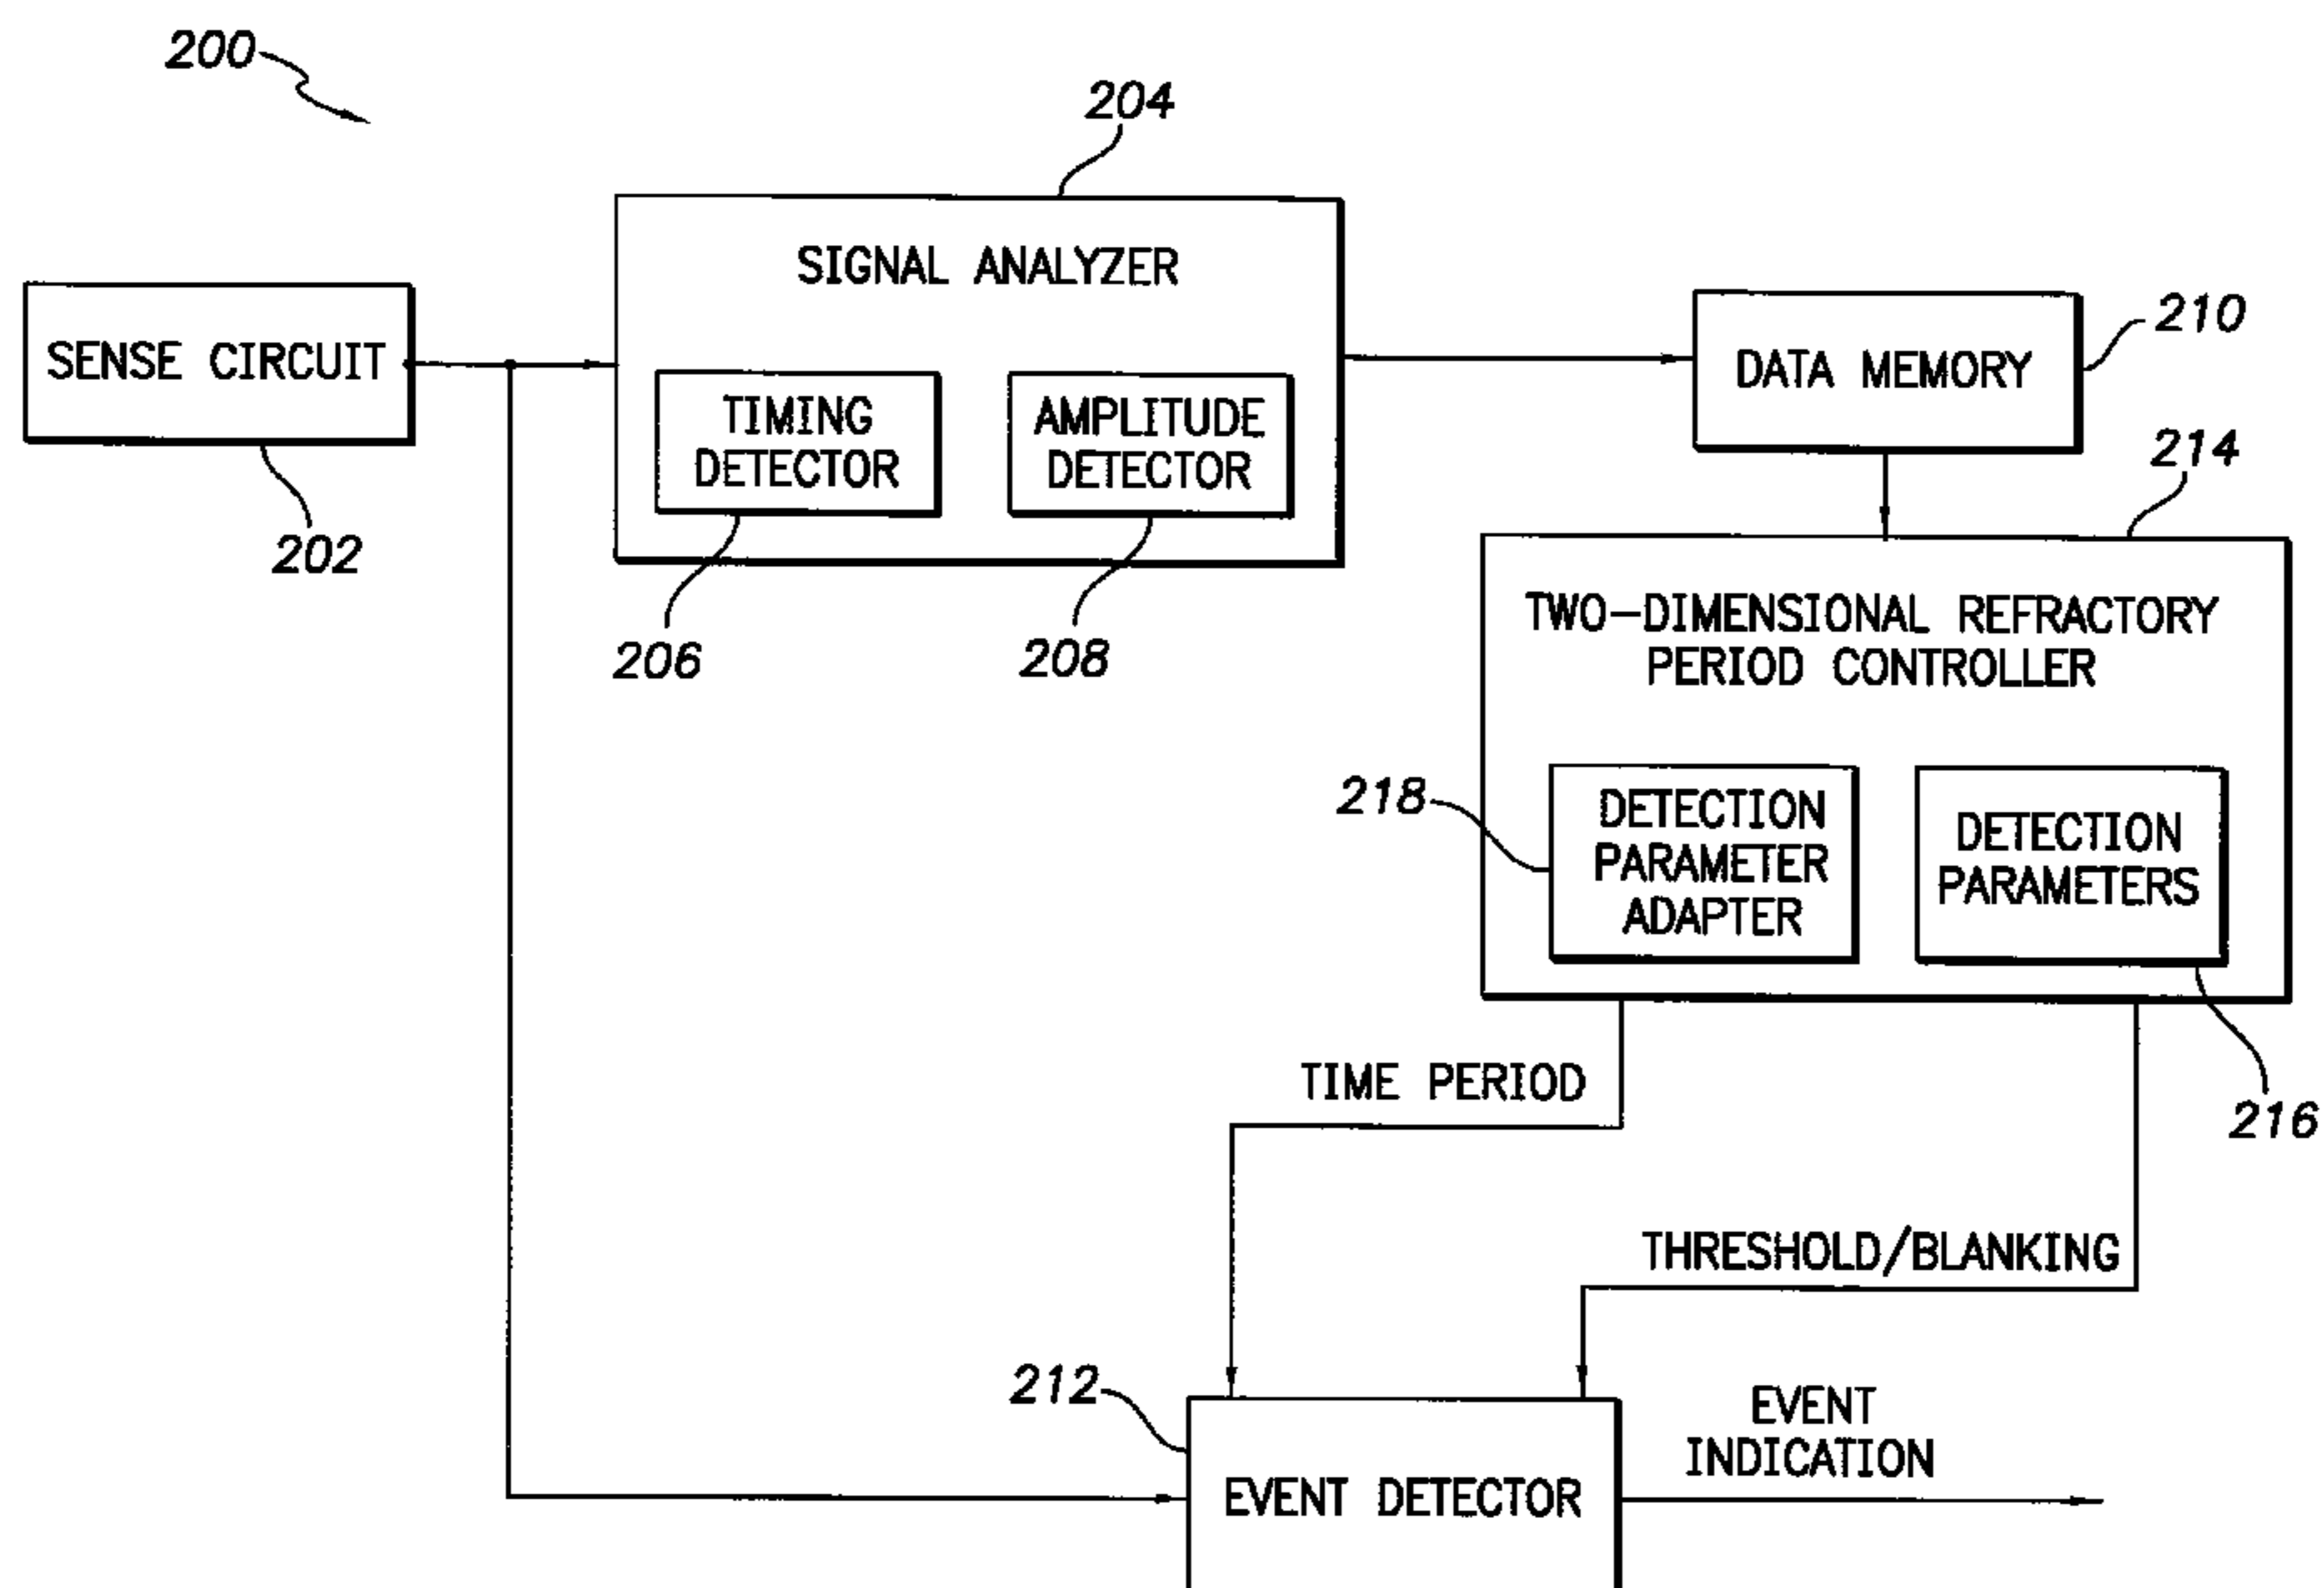 200
204
SIGNAL ANALYZER
SENSE CIRCUIT
202
TIMING
DETECTOR
206
AMPLITUDE
DETECTOR
208
DATA MEMORY
210
214
TWO-DIMENSIONAL REFRACTORY
PERIOD CONTROLLER
218
DETECTION
PARAMETER
ADAPTER
DETECTION
PARAMETERS
216
TIME PERIOD
THRESHOLD/BLANKING
212
EVENT DETECTOR
EVENT
INDICATION